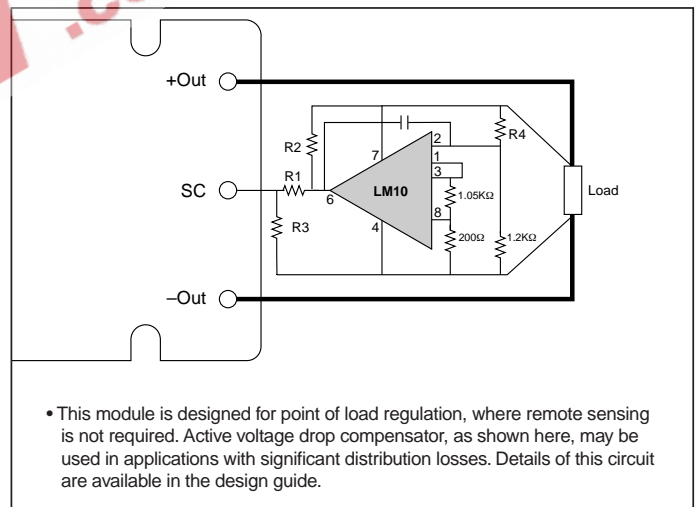 .c
+Out
R2
R1
SC
R3
7
6
4
LM10
2
1
3
8
1.05KΩ
200Ω
R4
1.2KΩ
Load
–Out
• This module is designed for point of load regulation, where remote sensing
is not required. Active voltage drop compensator, as shown here, may be
used in applications with significant distribution losses. Details of this circuit
are available in the design guide.